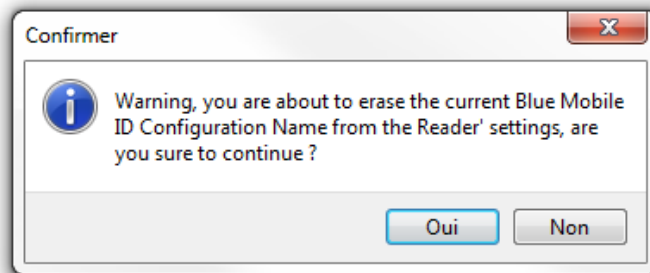 Confirmer
Warning, you are about to erase the current Blue Mobile
ID Configuration Name from the Reader' settings, are
you sure to continue ?
Oui
Non